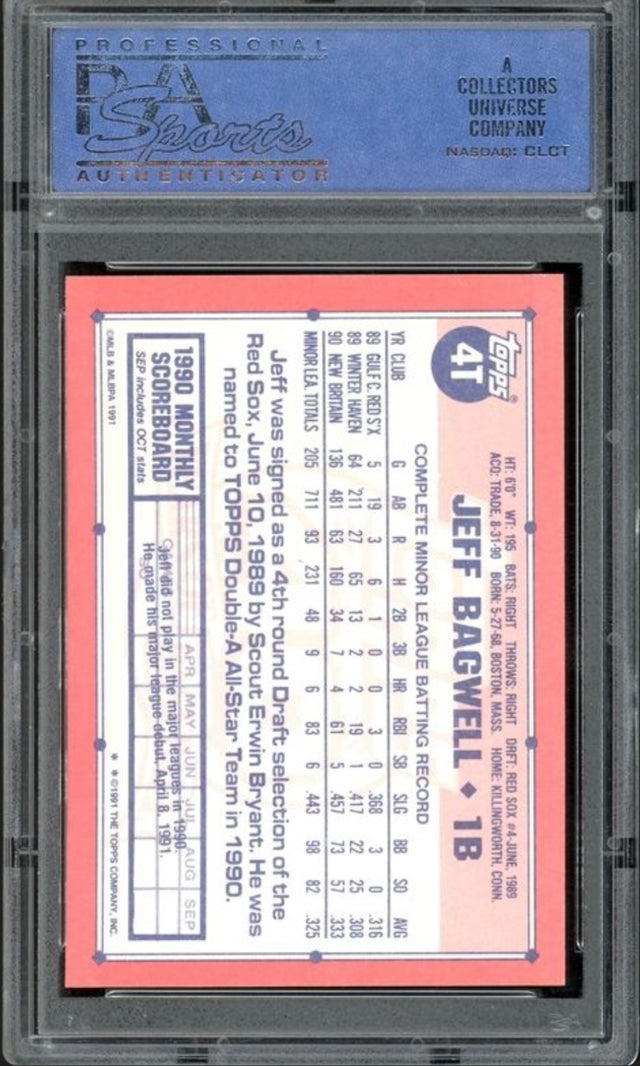 PROFESSIONAL
PSA
Sports
AUTHENTICATOR
A
COLLECTORS
UNIVERSE
COMPANY
NASDAQ: CLCT
topps®
4T
HT: 6'0" WT: 195 BATS: RIGHT THROWS: RIGHT DRFT: RED SOX #4-JUNE, 1989
ACQ: TRADE, 8-31-90 BORN: 5-27-68, BOSTON, MASS. HOME: KILLINGWORTH, CONN.
JEFF BAGWELL ♦ 1B
COMPLETE MINOR LEAGUE BATTING RECORD
YR CLUB G AB R H 2B 3B HR RBI SB SLG BB SO AVG
89 GULF C. RED S'X 5 19 3 6 1 0 0 3 0 .368 3 0 .316
89 WINTER HAVEN 64 211 27 65 13 2 2 19 1 .417 22 25 .308
90 NEW BRITAIN 136 481 63 160 34 7 4 61 5 .457 73 57 .333
MINOR LEA. TOTALS 205 711 93 231 48 9 6 83 6 .443 98 82 .325
Jeff was signed as a 4th round Draft selection of the
Red Sox, June 10, 1989 by Scout Erwin Bryant. He was
named to TOPPS Double-A All-Star Team in 1990.
1990 MONTHLY
SCOREBOARD
SEP includes OCT stats
APR MAY JUN JUL AUG SEP
Jeff did not play in the major leagues in 1990.
He made his major league debut, April 8, 1991.
©MLB & MLBPA 1991
* *©1991 THE TOPPS COMPANY, INC.